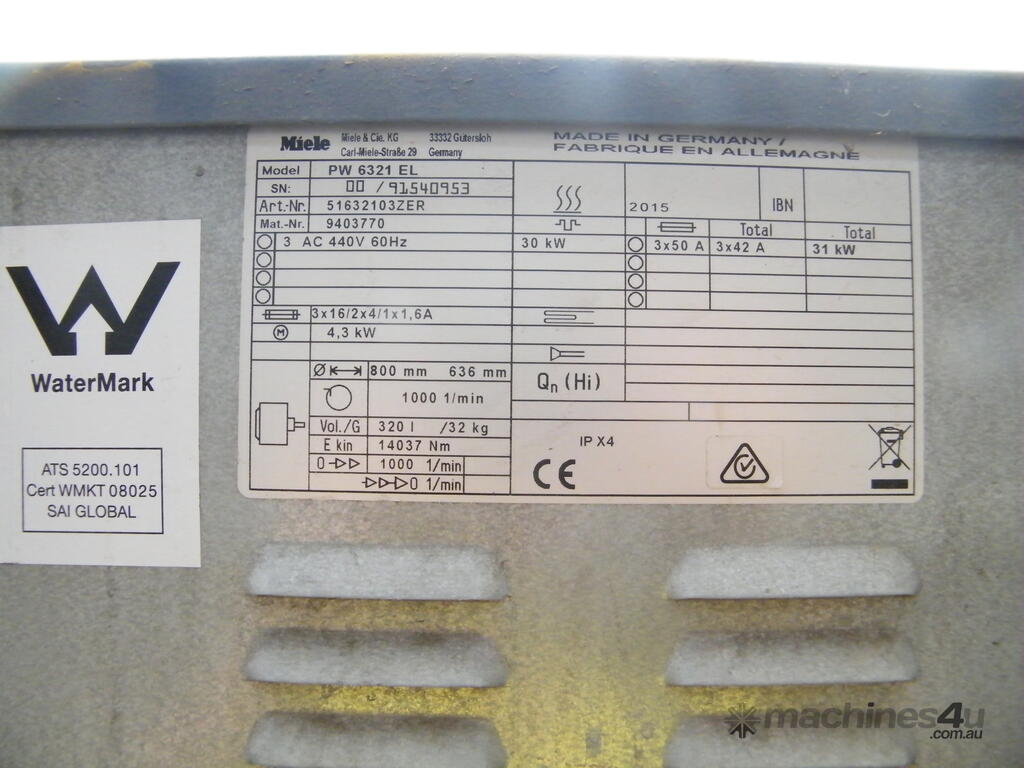 Miele Miele & Cie. KG 33332 Gütersloh
Carl-Miele-Straße 29 Germany
MADE IN GERMANY /
FABRIQUE EN ALLEMAGNE
Model PW 6321 EL
SN: 00 / 91540953
Art.-Nr. 51632103ZER
Mat.-Nr. 9403770
2015 IBN
Total Total
3 AC 440V 60Hz 30 kW 3x50 A 3x42 A 31 kW
3x16/2x4/1x1,6A
M 4,3 kW
Ø 800 mm 636 mm
1000 1/min
Qn (Hi)
Vol./G 320 l /32 kg
E kin 14037 Nm
0 1000 1/min
0 1/min
IP X4
CE
WaterMark
ATS 5200.101
Cert WMKT 08025
SAI GLOBAL
machines4u
.com.au